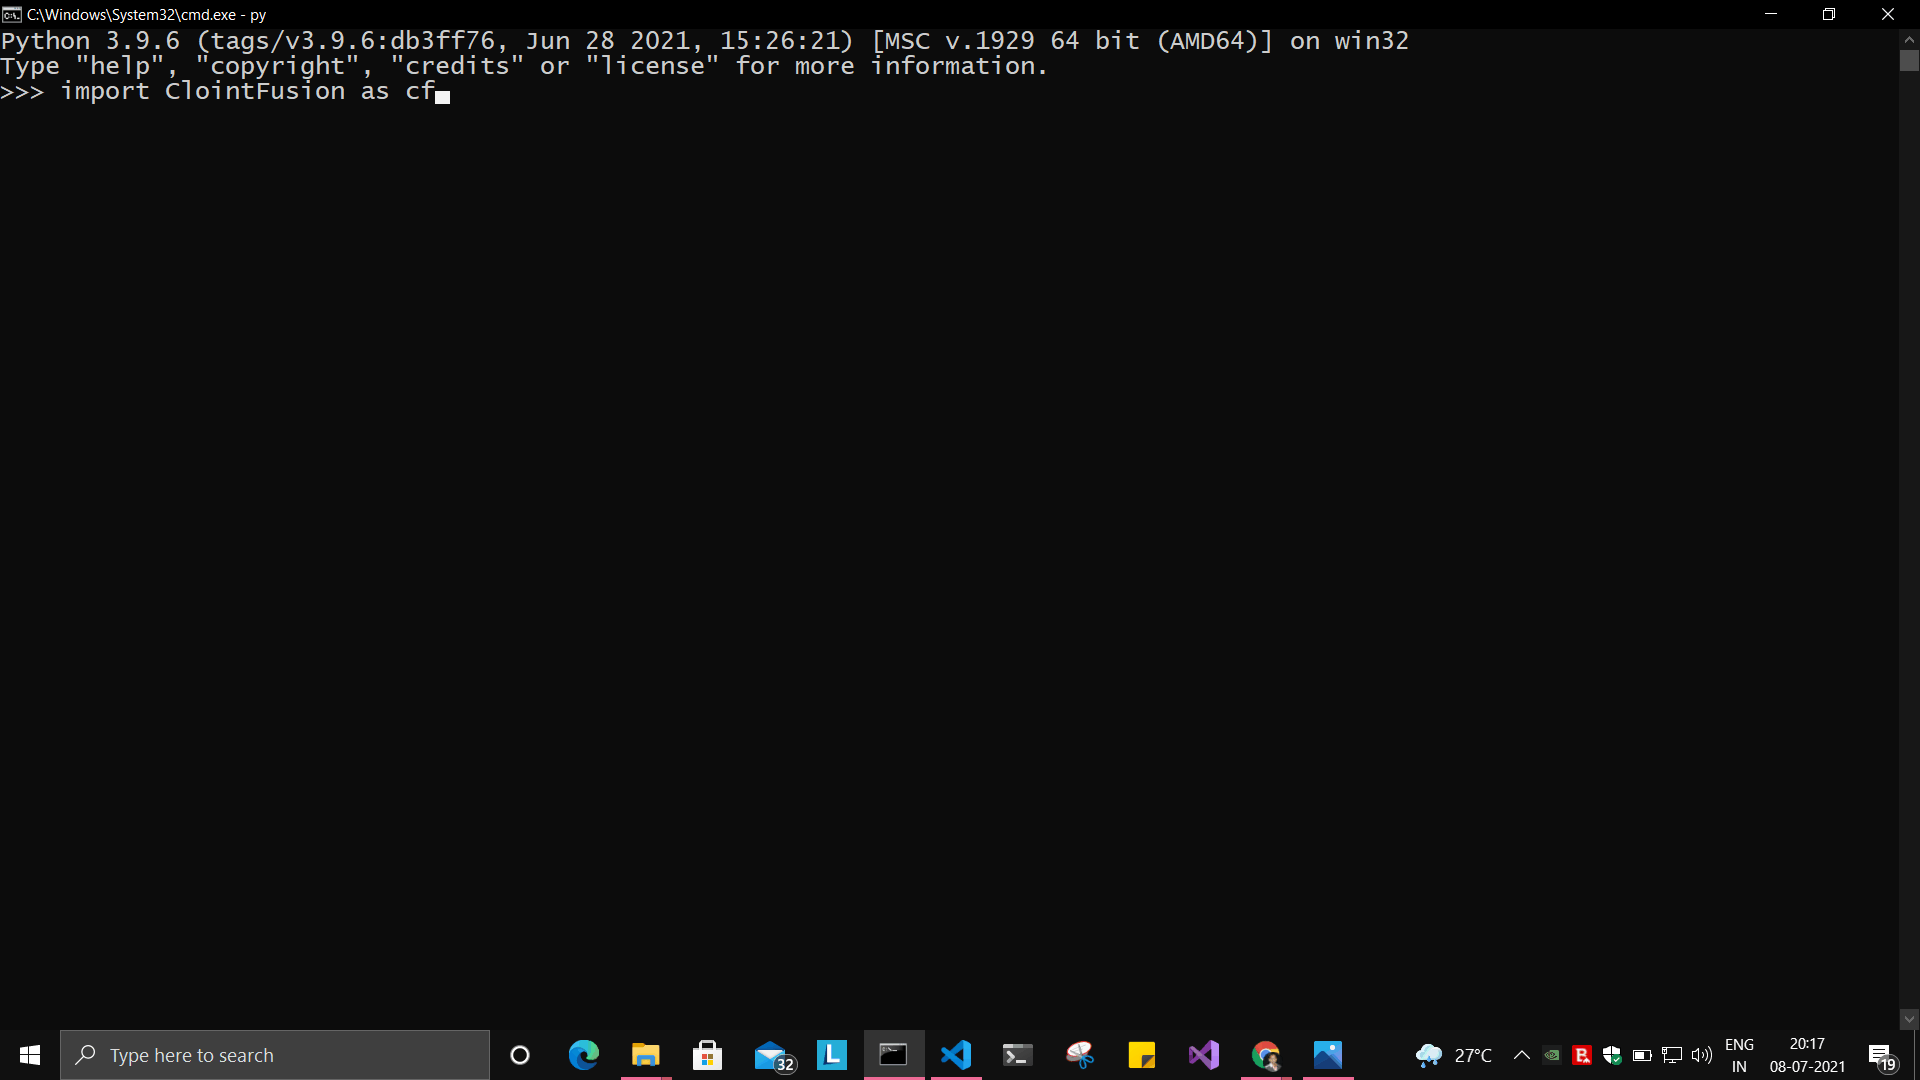 C:\Windows\System32\cmd.exe - py
Python 3.9.6 (tags/v3.9.6:db3ff76, Jun 28 2021, 15:26:21) [MSC v.1929 64 bit (AMD64)] on win32
Type "help", "copyright", "credits" or "license" for more information.
>>> import ClointFusion as cf
Type here to search
32
L
27°C
ENG
IN
20:17
08-07-2021
19